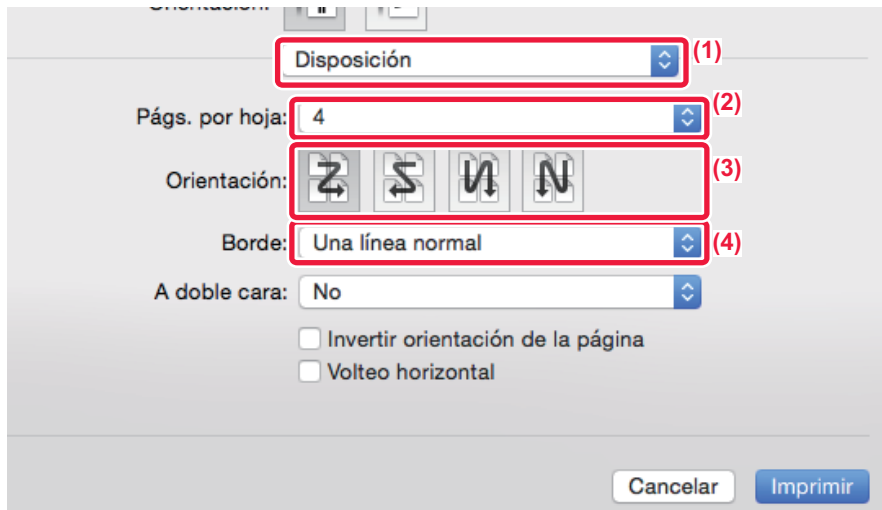 Orientación:
Disposición (1)
Págs. por hoja: 4 (2)
Orientación: (3)
Borde: Una línea normal (4)
A doble cara: No
Invertir orientación de la página
Volteo horizontal
Cancelar Imprimir